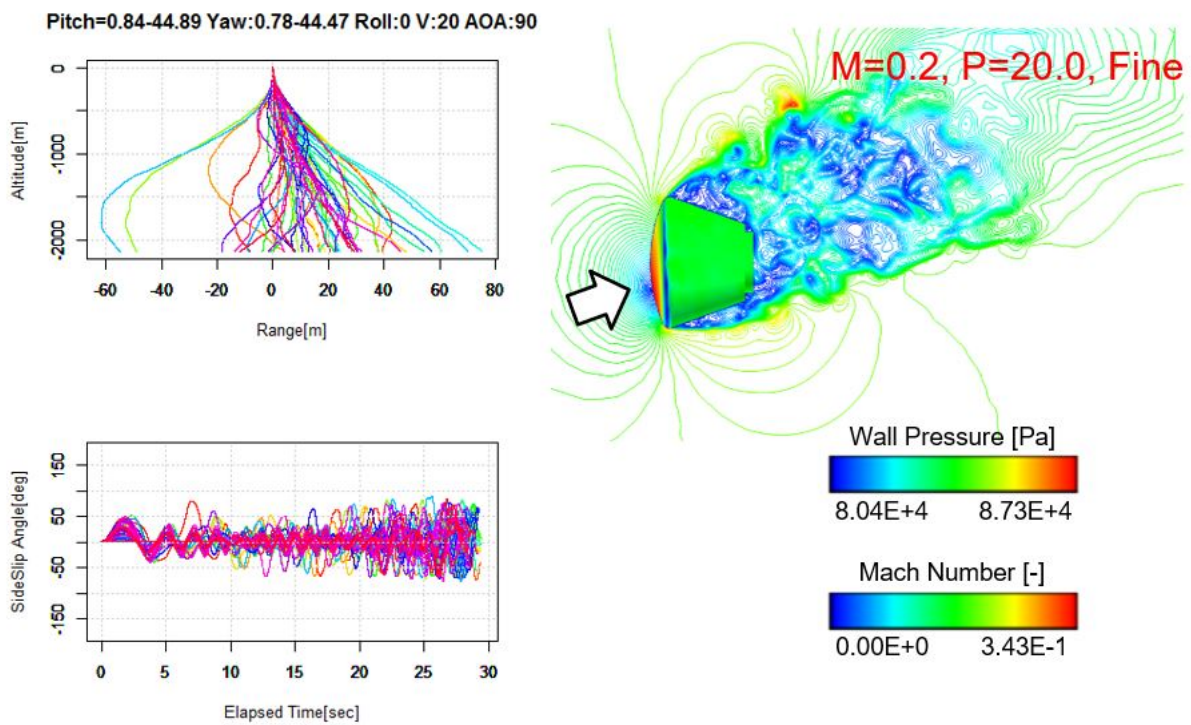 Pitch=0.84-44.89 Yaw:0.78-44.47 Roll:0 V:20 AOA:90
0
-1000
-2000
Altitude[m]
-60 -40 -20 0 20 40 60 80
Range[m]
150
50
-50
-150
SideSlip Angle[deg]
0 5 10 15 20 25 30
Elapsed Time[sec]
M=0.2, P=20.0, Fine
Wall Pressure [Pa]
8.04E+4 8.73E+4
Mach Number [-]
0.00E+0 3.43E-1